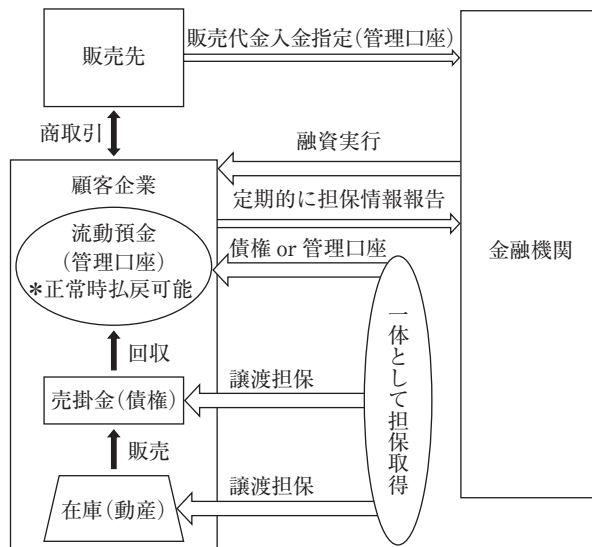 販売先
販売代金入金指定(管理口座)
商取引
融資実行
顧客企業
定期的に担保情報報告
流動預金
(管理口座)
*正常時払戻可能
債権 or 管理口座
金融機関
回収
一体として担保取得
売掛金(債権)
譲渡担保
販売
在庫(動産)
譲渡担保